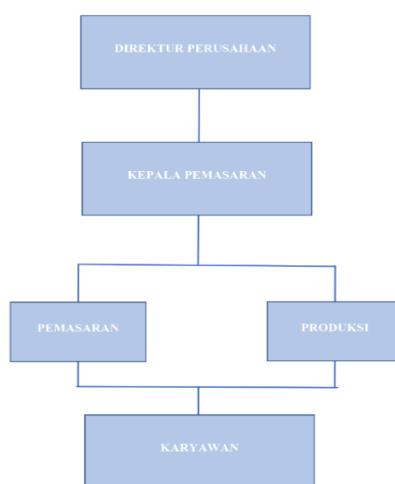 DIREKTUR PERUSAHAAN
KEPALA PEMASARAN
PEMASARAN
PRODUKSI
KARYAWAN